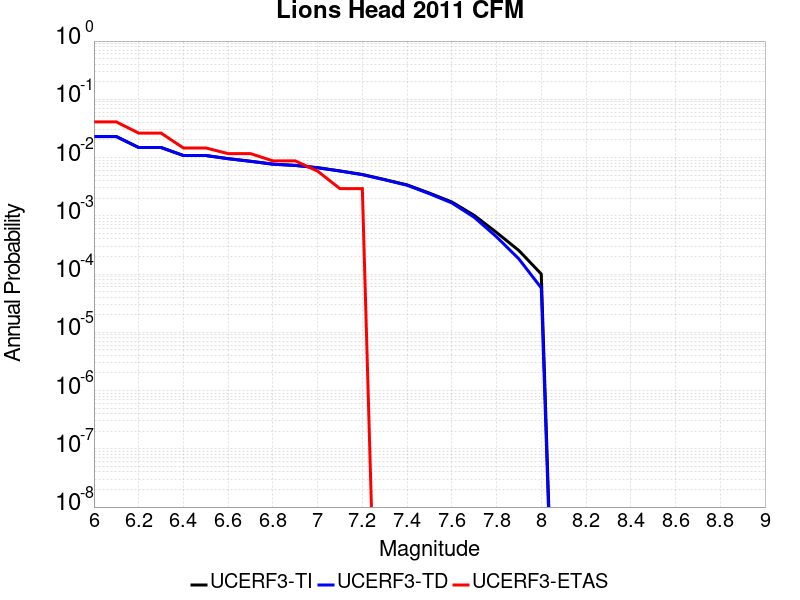 Lions Head 2011 CFM
10^0
10^-1
10^-2
10^-3
10^-4
10^-5
10^-6
10^-7
10^-8
Annual Probability
6 6.2 6.4 6.6 6.8 7 7.2 7.4 7.6 7.8 8 8.2 8.4 8.6 8.8 9
Magnitude
UCERF3-TI UCERF3-TD UCERF3-ETAS